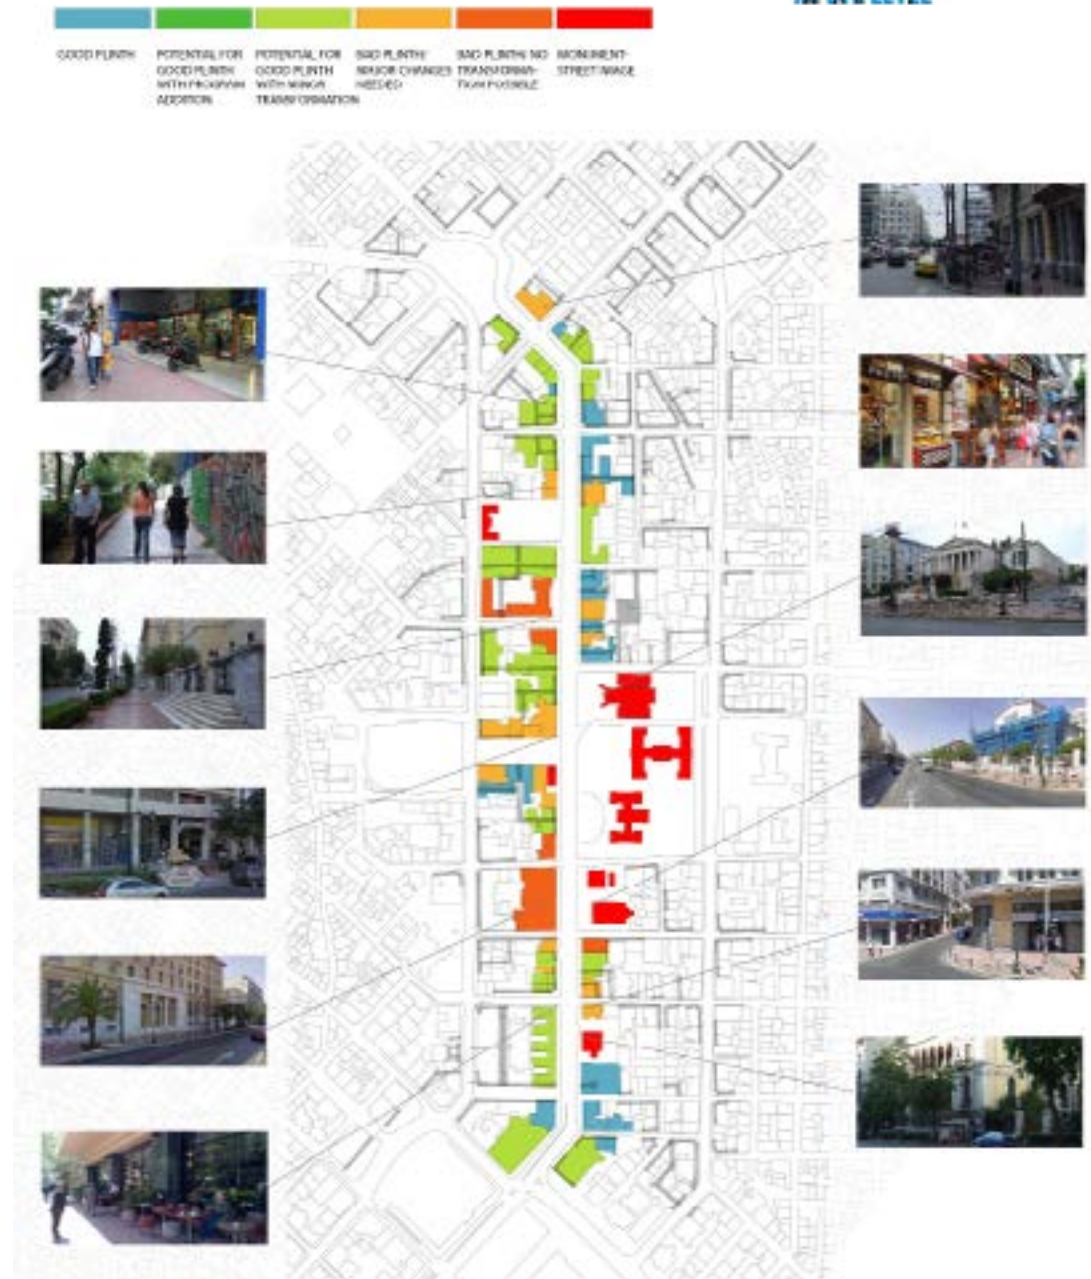 GOOD PLINTH
POTENTIAL FOR
GOOD PLINTH
WITH PROGRAM
ADDITION
POTENTIAL FOR
GOOD PLINTH
WITH MINOR
TRANSFORMATION
BAD PLINTH/
MAJOR CHANGES
NEEDED
BAD PLINTH/ NO
TRANSFORMA-
TION POSSIBLE
MONUMENT-
STREET IMAGE